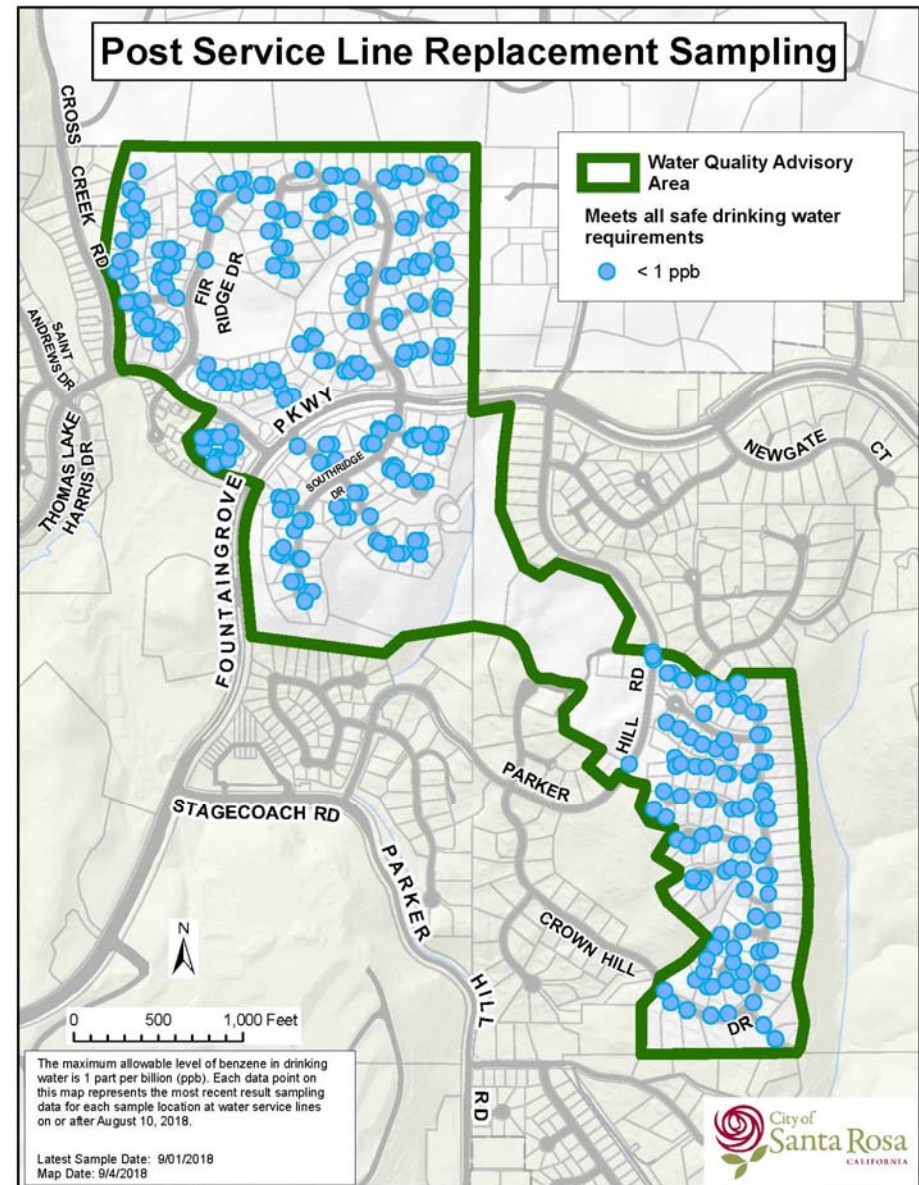 Post Service Line Replacement Sampling
CROSS
CREEK RD
Water Quality Advisory
Area
Meets all safe drinking water
requirements
< 1 ppb
FIR
RIDGE DR
SAINT
ANDREWS DR
THOMAS LAKE
HARRIS DR
PKWY
FOUNTAINGROVE
SOUTHRIDGE
DR
NEWGATE
CT
HILL
RD
PARKER
STAGECOACH RD
PARKER
HILL
RD
CROWN HILL
DR
N
0 500 1,000 Feet
The maximum allowable level of benzene in drinking
water is 1 part per billion (ppb). Each data point on
this map represents the most recent result sampling
data for each sample location at water service lines
on or after August 10, 2018.
Latest Sample Date: 9/01/2018
Map Date: 9/4/2018
City of
Santa Rosa
CALIFORNIA